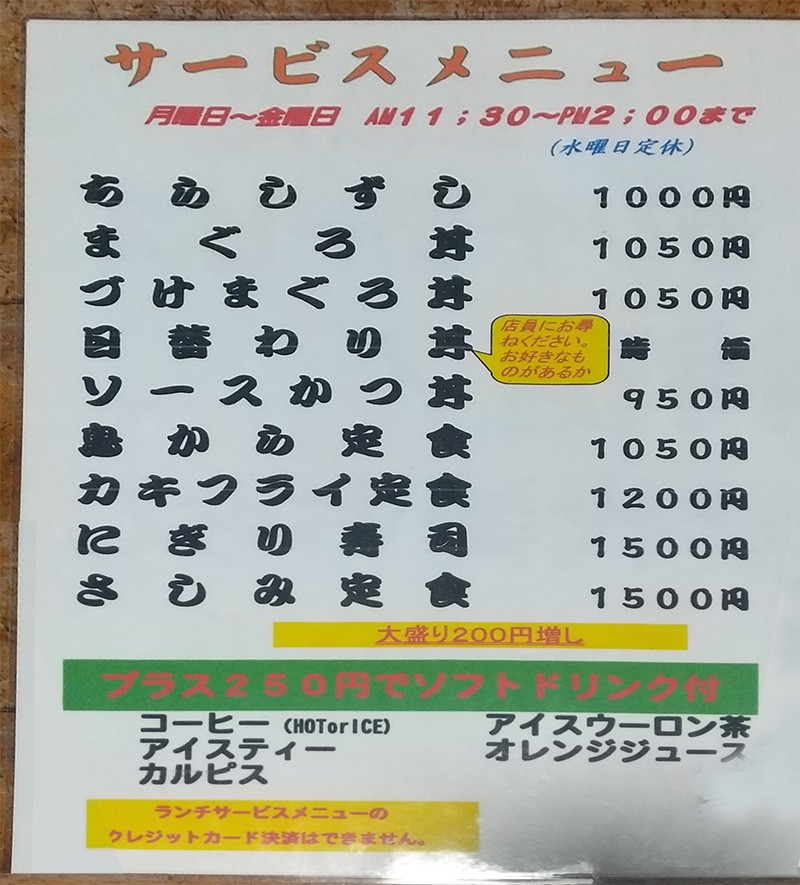 サービスメニュー
月曜日～金曜日 AM11；30～PM2；00まで
(水曜日定休)
ちらしずし 1000円
まぐろ丼 1050円
づけまぐろ丼 1050円
日替わり丼 時価
店員にお尋
ねください。
お好きなも
のがあるか
ソースかつ丼 950円
鬼から定食 1050円
カキフライ定食 1200円
にぎり寿司 1500円
さしみ定食 1500円
大盛り200円増し
プラス250円でソフトドリンク付
コーヒー(HOTorICE) アイスウーロン茶
アイスティー オレンジジュース
カルピス
ランチサービスメニューの
クレジットカード決済はできません。